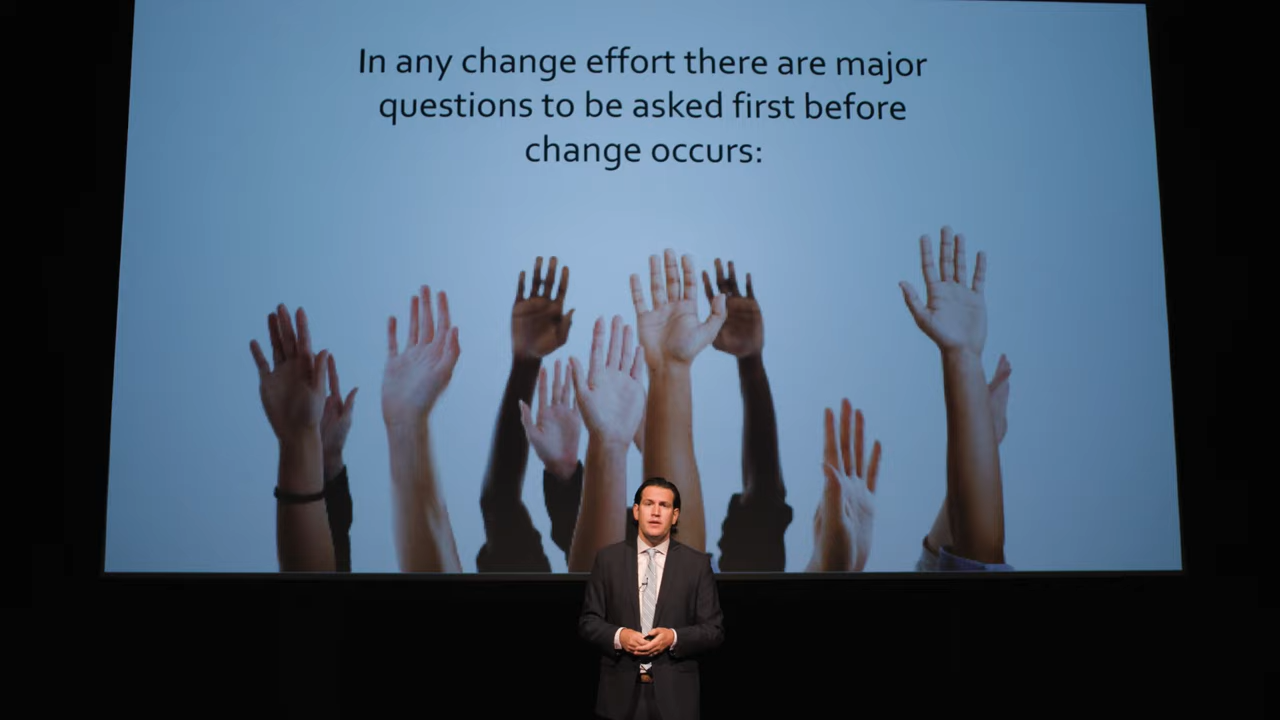 In any change effort there are major
questions to be asked first before
change occurs: